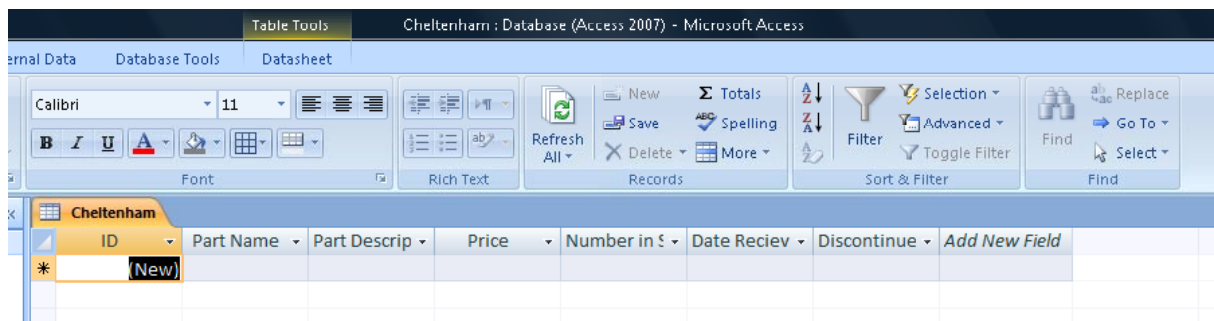 Table Tools Cheltenham : Database (Access 2007) - Microsoft Access
ernal Data Database Tools Datasheet
Calibri 11 New Σ Totals Selection Replace
Save Spelling Advanced Go To
B I U A Refresh All Delete More Filter Toggle Filter Find Select
Font Rich Text Records Sort & Filter Find
Cheltenham
ID Part Name Part Descrip Price Number in S Date Reciev Discontinue Add New Field
* (New)